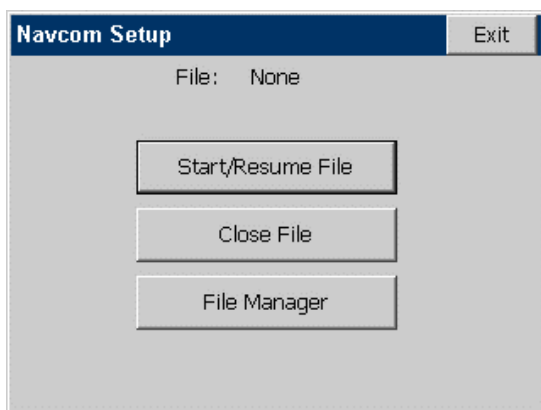 Navcom Setup Exit
File: None
Start/Resume File
Close File
File Manager